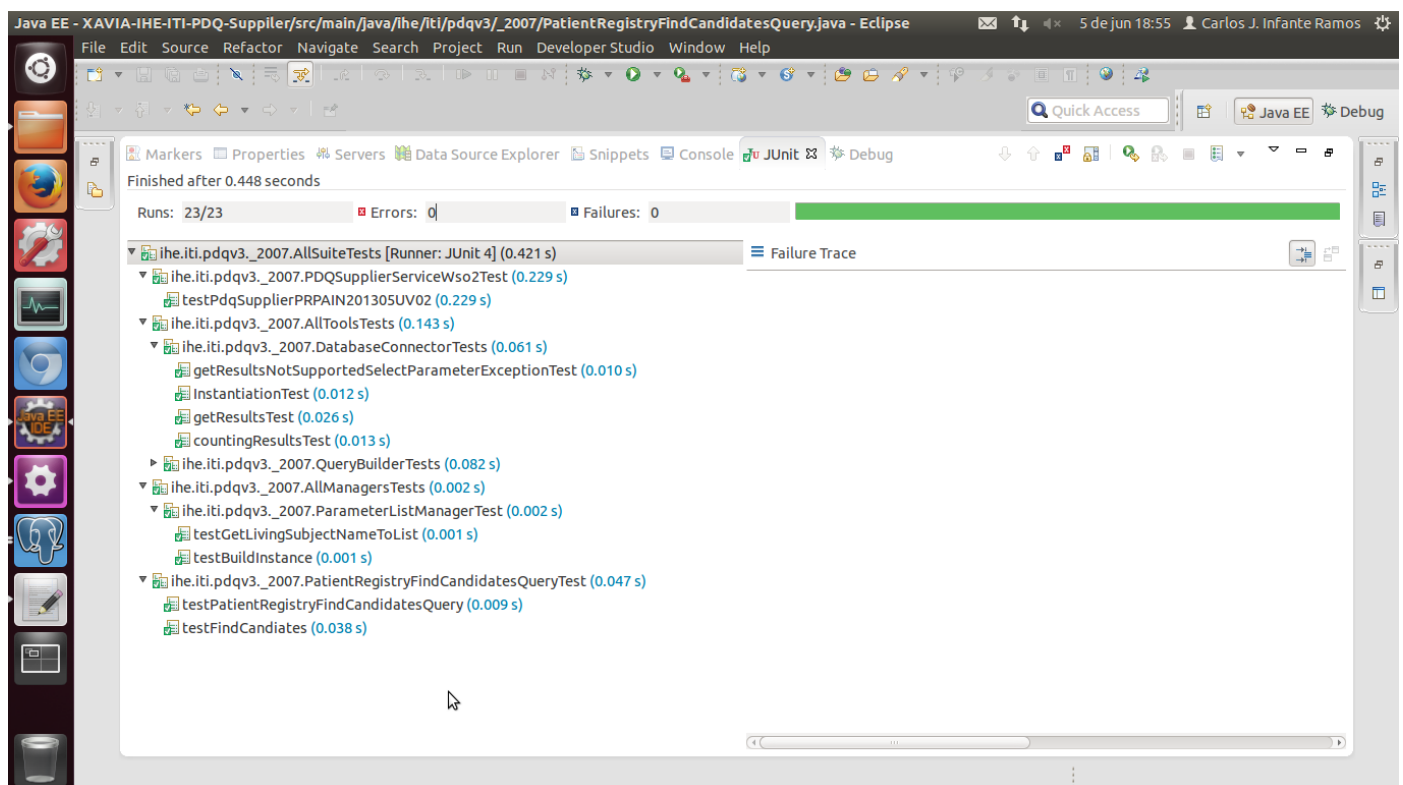 Java EE - XAVIA-IHE-ITI-PDQ-Suppiler/src/main/java/ihe/iti/pdqv3/_2007/PatientRegistryFindCandidatesQuery.java - Eclipse 5 de jun 18:55 Carlos J. Infante Ramos
File Edit Source Refactor Navigate Search Project Run Developer Studio Window Help
Quick Access Java EE Debug
Markers Properties Servers Data Source Explorer Snippets Console JUnit Debug
Finished after 0.448 seconds
Runs: 23/23 Errors: 0 Failures: 0
ihe.iti.pdqv3._2007.AllSuiteTests [Runner: JUnit 4] (0.421 s) Failure Trace
ihe.iti.pdqv3._2007.PDQSupplierServiceWso2Test (0.229 s)
testPdqSupplierPRPAIN201305UV02 (0.229 s)
ihe.iti.pdqv3._2007.AllToolsTests (0.143 s)
ihe.iti.pdqv3._2007.DatabaseConnectorTests (0.061 s)
getResultsNotSupportedSelectParameterExceptionTest (0.010 s)
InstantiationTest (0.012 s)
getResultsTest (0.026 s)
countingResultsTest (0.013 s)
ihe.iti.pdqv3._2007.QueryBuilderTests (0.082 s)
ihe.iti.pdqv3._2007.AllManagersTests (0.002 s)
ihe.iti.pdqv3._2007.ParameterListManagerTest (0.002 s)
testGetLivingSubjectNameToList (0.001 s)
testBuildInstance (0.001 s)
ihe.iti.pdqv3._2007.PatientRegistryFindCandidatesQueryTest (0.047 s)
testPatientRegistryFindCandidatesQuery (0.009 s)
testFindCandiates (0.038 s)
Java EE
IDE